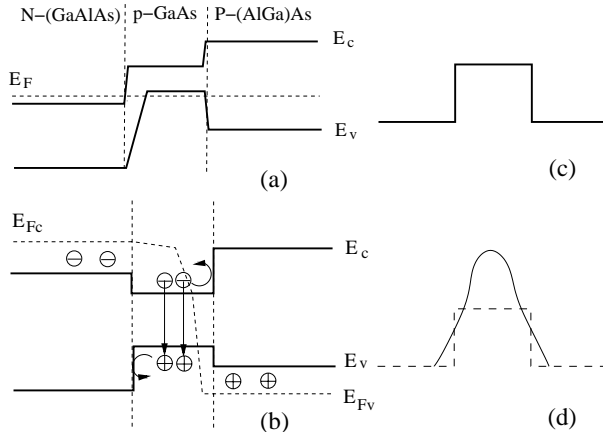 N−(GaAlAs) p−GaAs P−(AlGa)As
E_c
E_F
E_v
(a)
(c)
E_Fc
⊖ ⊖
E_c
⊖ ⊖
⊕ ⊕
E_v
⊕ ⊕
E_Fv
(b)
(d)